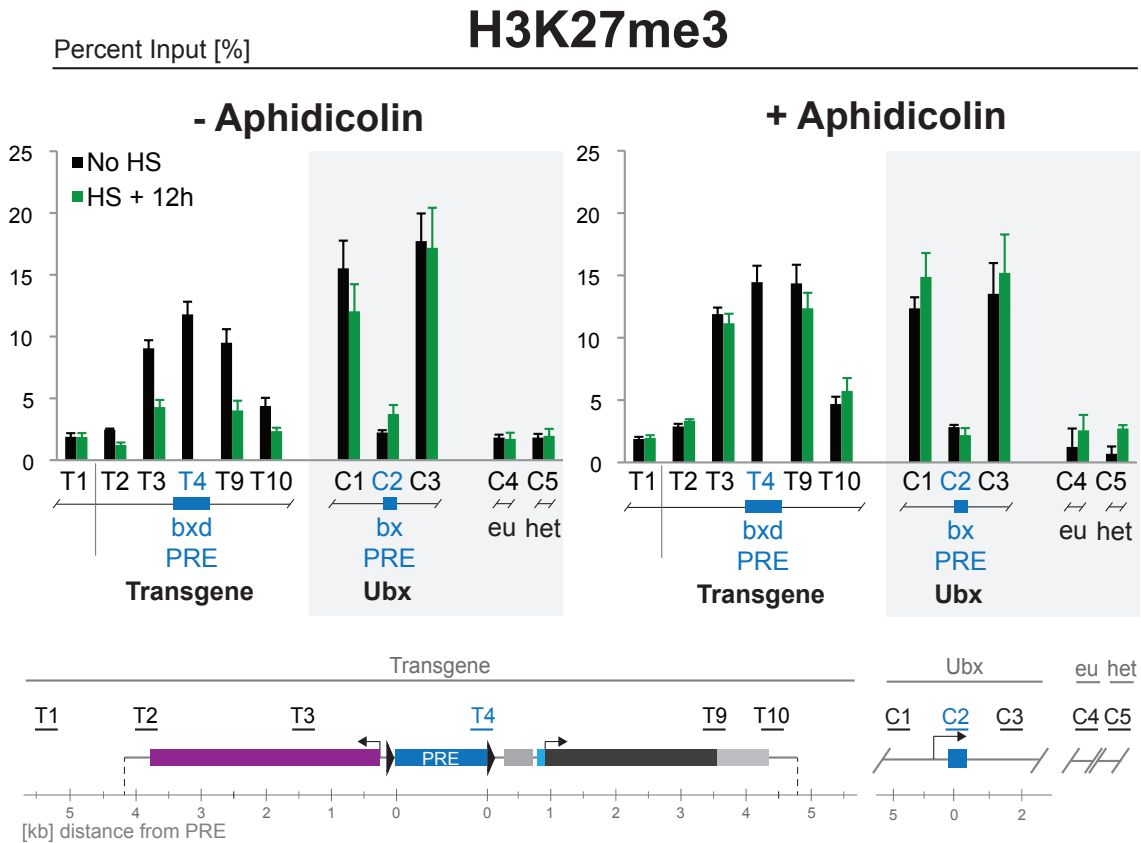 H3K27me3
Percent Input [%]
- Aphidicolin
+ Aphidicolin
25
20
15
10
5
0
No HS
HS + 12h
T1 T2 T3 T4 T9 T10 C1 C2 C3 C4 C5
bxd bx eu het
PRE PRE
Transgene Ubx
25
20
15
10
5
0
T1 T2 T3 T4 T9 T10 C1 C2 C3 C4 C5
bxd bx eu het
PRE PRE
Transgene Ubx
Transgene Ubx eu het
T1 T2 T3 T4 T9 T10 C1 C2 C3 C4 C5
PRE
5 4 3 2 1 0 0 1 2 3 4 5 5 0 2
[kb] distance from PRE